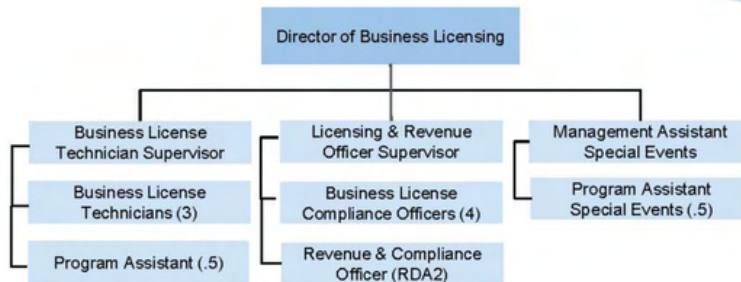 Director of Business Licensing
Business License
Technician Supervisor
Business License
Technicians (3)
Program Assistant (.5)
Licensing & Revenue
Officer Supervisor
Business License
Compliance Officers (4)
Revenue & Compliance
Officer (RDA2)
Management Assistant
Special Events
Program Assistant
Special Events (.5)